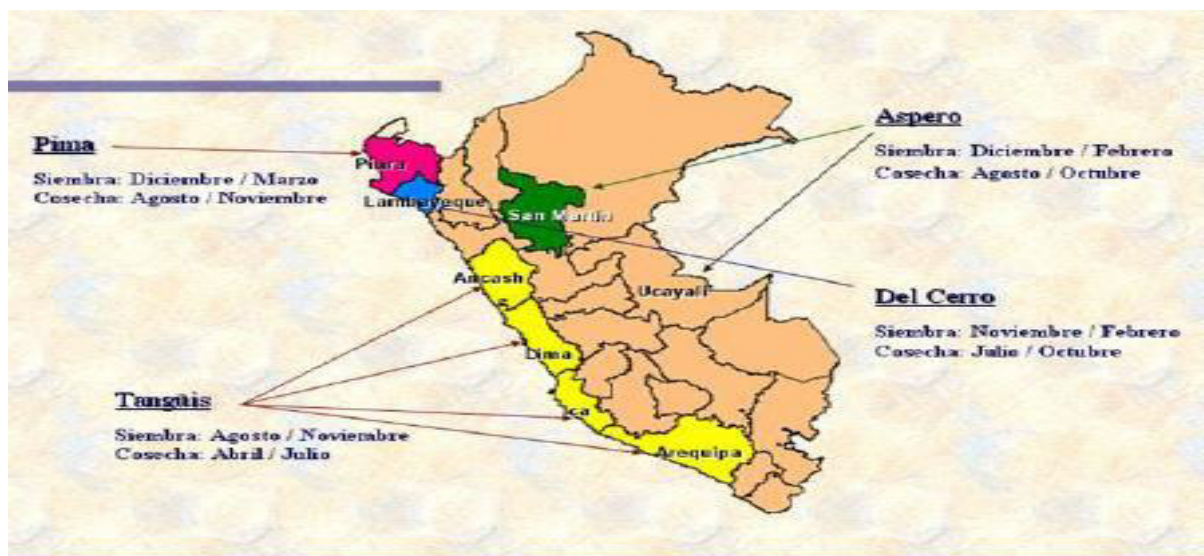 Pima
Siembra: Diciembre / Marzo
Cosecha: Agosto / Noviembre
Piura
Lambayeque
San Martin
Aspero
Siembra: Diciembre / Febrero
Cosecha: Agosto / Octubre
Ancash
Ucayali
Del Cerro
Siembra: Noviembre / Febrero
Cosecha: Julio / Octubre
Lima
Tangüis
Siembra: Agosto / Noviembre
Cosecha: Abril / Julio
Ica
Arequipa